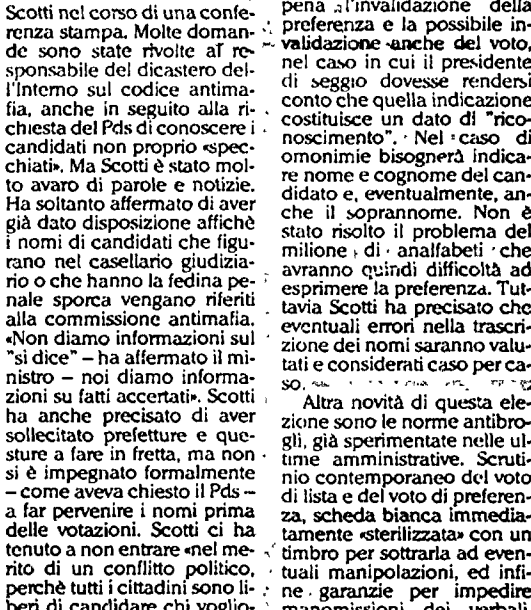 Scotti nel corso di una confe-
renza stampa. Molte doman-
de sono state rivolte al re-
sponsabile del dicastero del-
l'Interno sul codice antima-
fia, anche in seguito alla ri-
chiesta del Pds di conoscere i
candidati non proprio «spec-
chiati». Ma Scotti è stato mol-
to avaro di parole e notizie.
Ha soltanto affermato di aver
già dato disposizione affichè
i nomi di candidati che figu-
rano nel casellario giudizia-
rio o che hanno la fedina pe-
nale sporca vengano riferiti
alla commissione antimafia.
«Non diamo informazioni sul
"si dice" – ha affermato il mi-
nistro – noi diamo informa-
zioni su fatti accertati». Scotti
ha anche precisato di aver
sollecitato prefetture e que-
sture a fare in fretta, ma non
si è impegnato formalmente
– come aveva chiesto il Pds –
a far pervenire i nomi prima
delle votazioni. Scotti ci ha
tenuto a non entrare «nel me-
rito di un conflitto politico,
perchè tutti i cittadini sono li-
beri di candidare chi voglio-
pena l'invalidazione della
preferenza e la possibile in-
validazione anche del voto,
nel caso in cui il presidente
di seggio dovesse rendersi
conto che quella indicazione
costituisce un dato di "rico-
noscimento". Nel caso di
omonimie bisognerà indica-
re nome e cognome del can-
didato e, eventualmente, an-
che il soprannome. Non è
stato risolto il problema del
milione di analfabeti che
avranno quindi difficoltà ad
esprimere la preferenza. Tut-
tavia Scotti ha precisato che
eventuali errori nella trascri-
zione dei nomi saranno valu-
tati e considerati caso per ca-
so.
Altra novità di questa ele-
zione sono le norme antibro-
gli, già sperimentate nelle ul-
time amministrative. Scruti-
nio contemporaneo del voto
di lista e del voto di preferen-
za, scheda bianca immedia-
tamente «sterilizzata» con un
timbro per sottrarla ad even-
tuali manipolazioni, ed infi-
ne garanzie per impedire
manomissioni dei verbali